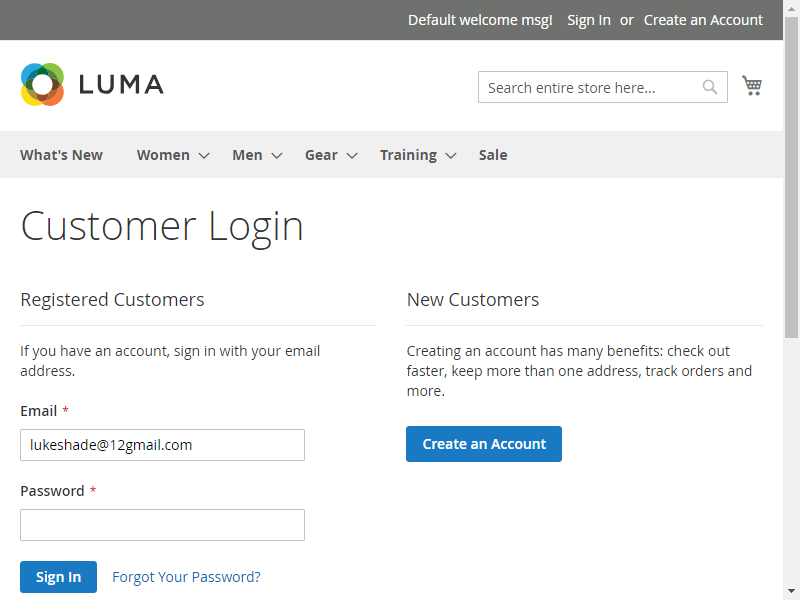 Default welcome msg! Sign In or Create an Account
LUMA
Search entire store here...
What's New Women Men Gear Training Sale
Customer Login
Registered Customers
If you have an account, sign in with your email
address.
Email *
lukeshade@12gmail.com
Password *
Sign In Forgot Your Password?
New Customers
Creating an account has many benefits: check out
faster, keep more than one address, track orders and
more.
Create an Account